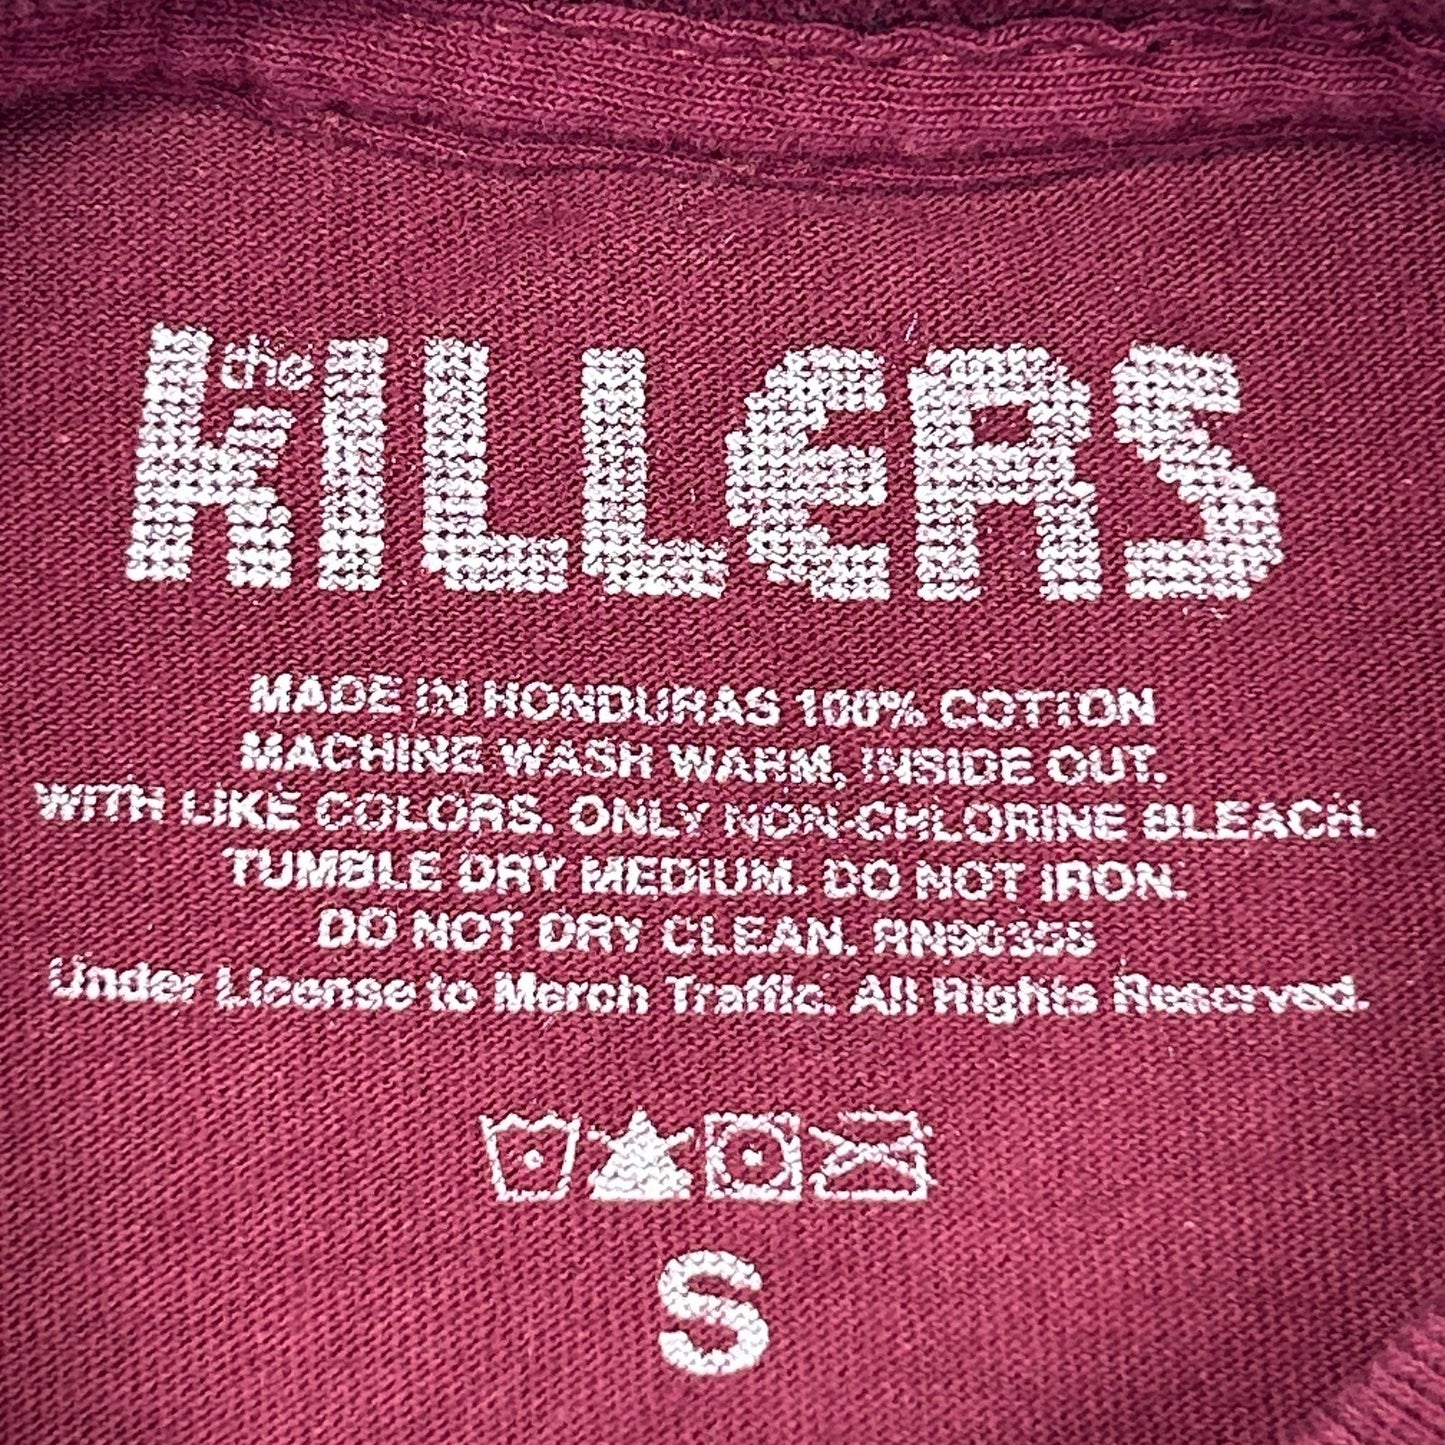 the KILLERS
MADE IN HONDURAS 100% COTTON
MACHINE WASH WARM, INSIDE OUT.
WITH LIKE COLORS. ONLY NON-CHLORINE BLEACH.
TUMBLE DRY MEDIUM. DO NOT IRON.
DO NOT DRY CLEAN.
Under License to Merch Traffic. All Rights Reserved.
S